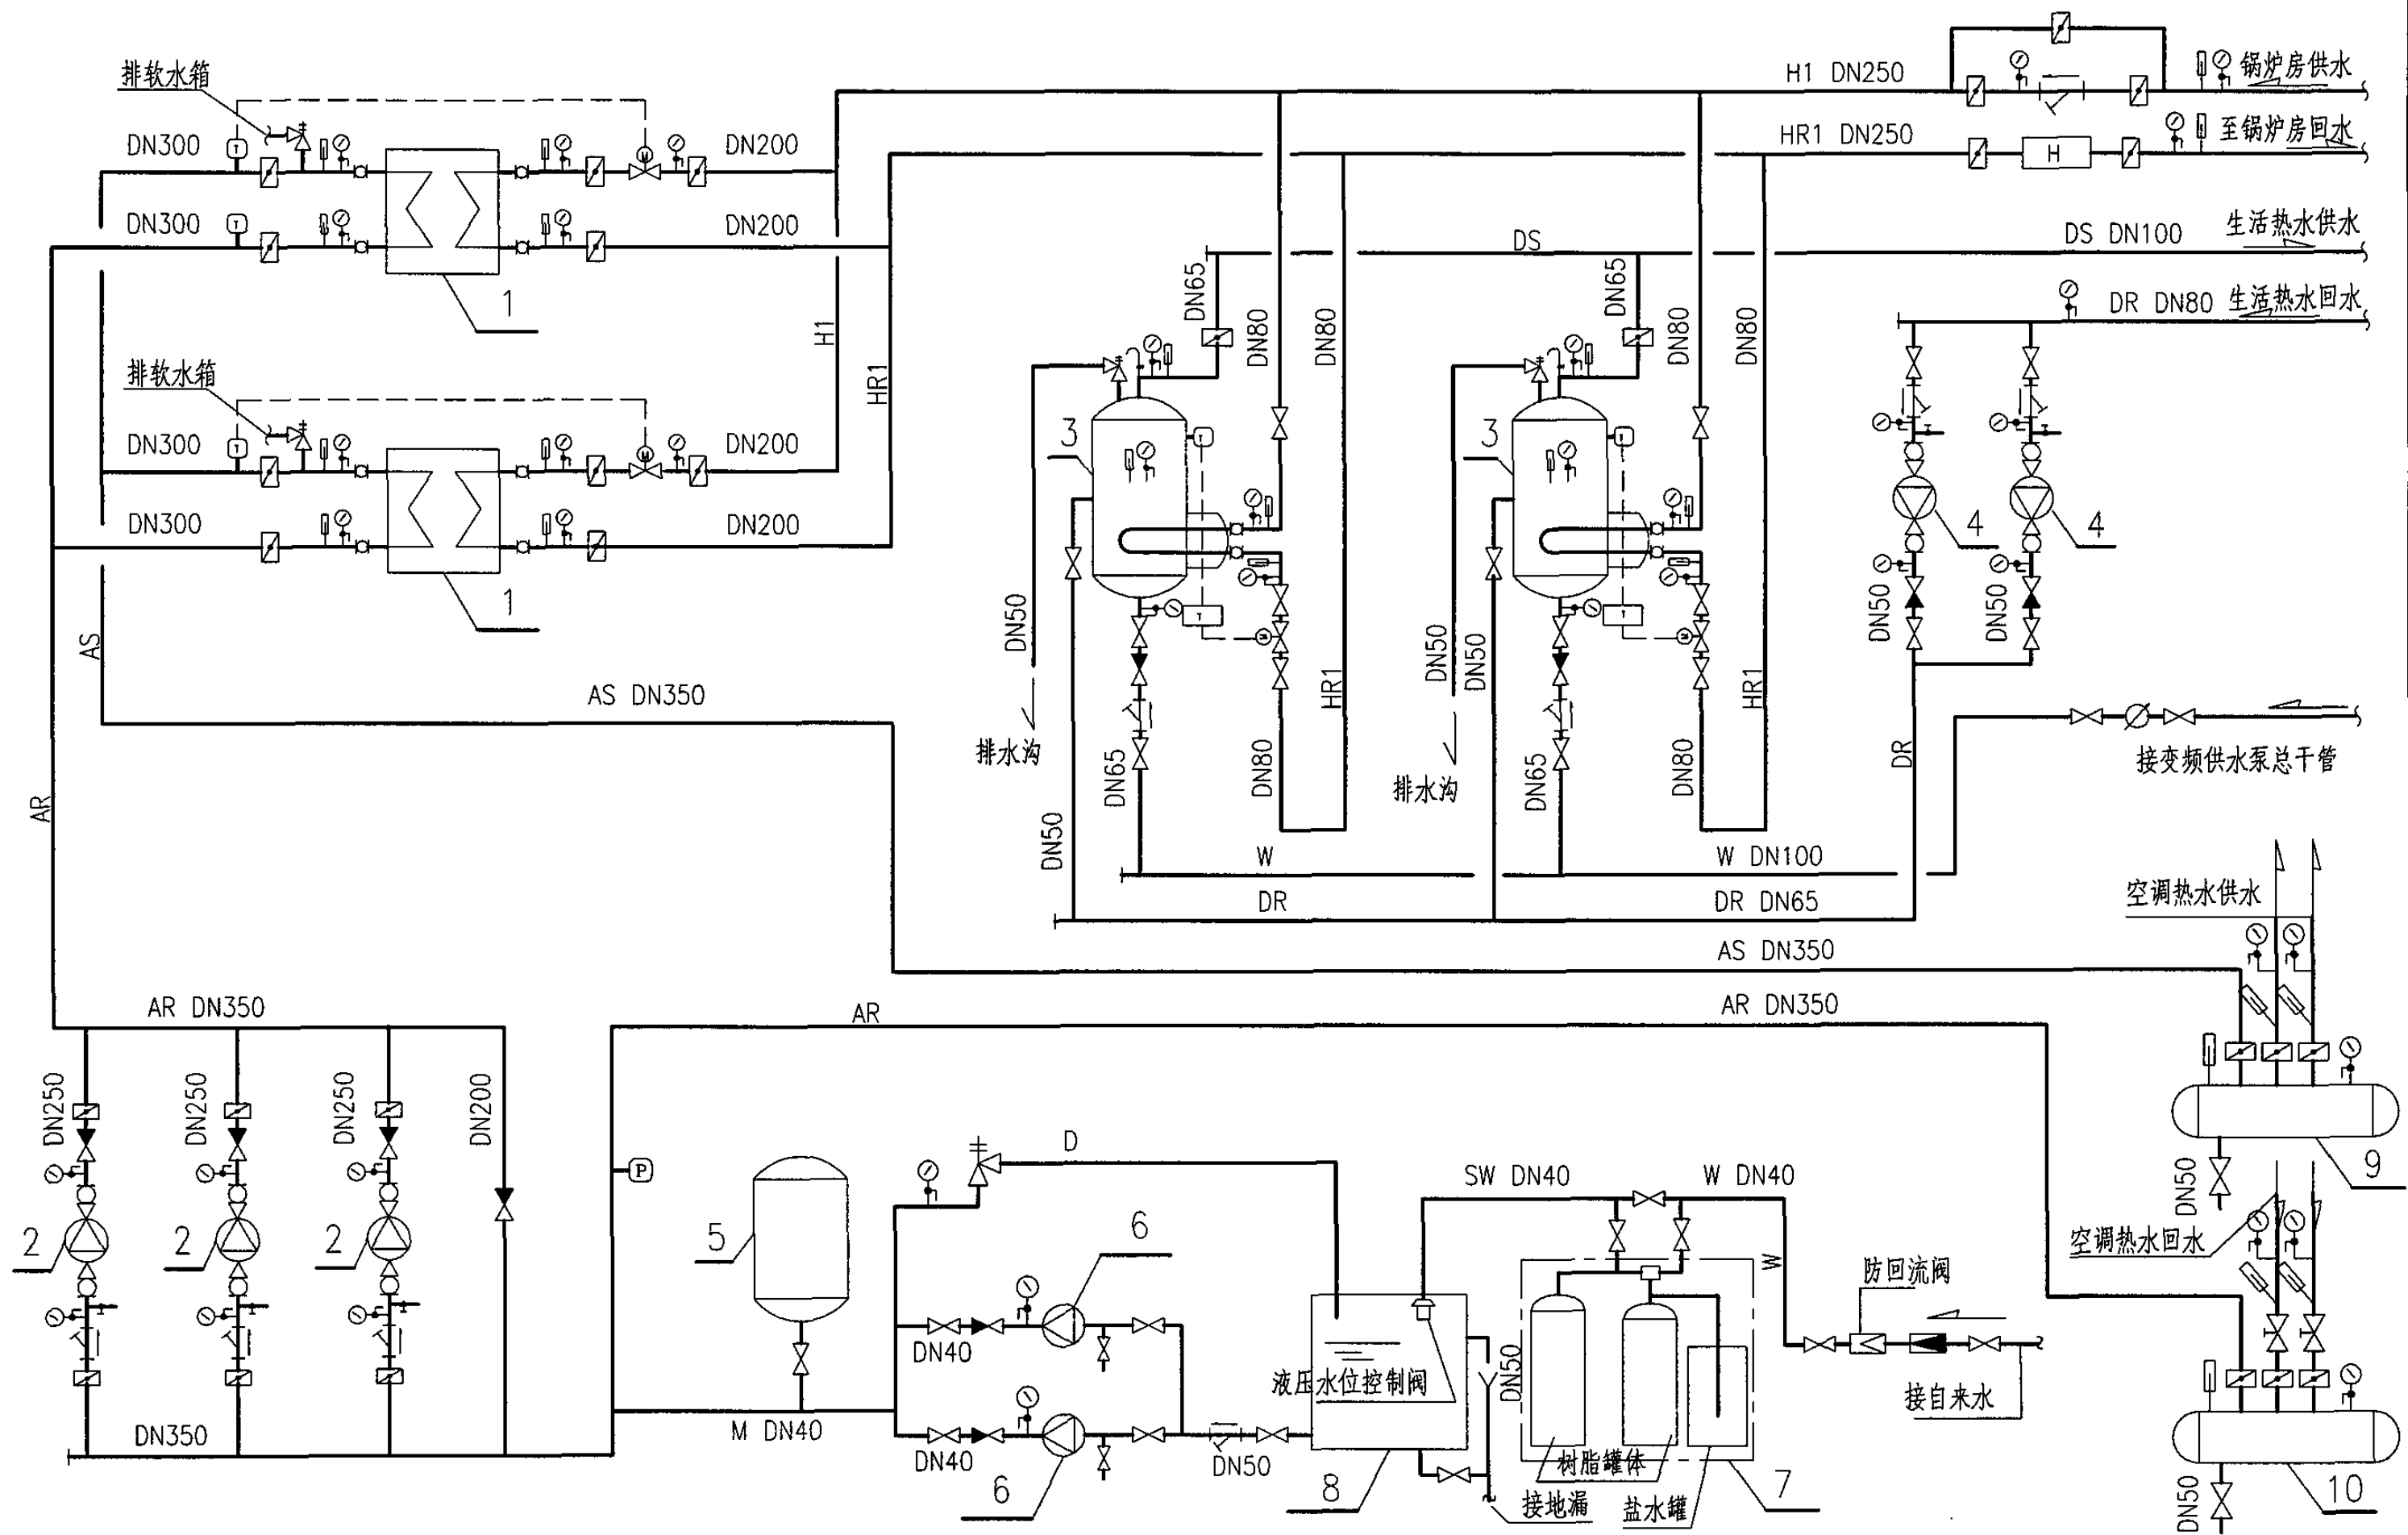 排软水箱
H1 DN250
锅炉房供水
DN300
T
M
DN200
HR1 DN250
H
至锅炉房回水
DN300
T
DN200
DS
DS DN100
生活热水供水
1
DN65
DN80
DN80
DN65
DN80
DN80
DR DN80
生活热水回水
H1
HR1
排软水箱
DN300
T
M
DN200
3
T
3
T
DN300
DN200
4
4
1
AS
DN50
T
M
DN50
DN50
T
M
DN50
DN50
AS DN350
HR1
HR1
排水沟
DN65
DN80
排水沟
DN65
DN80
DR
接变频供水泵总干管
AR
DN50
W
W DN100
DR
DR DN65
空调热水供水
AS DN350
AR DN350
AR
AR DN350
DN250
DN250
DN250
DN200
P
D
SW DN40
W DN40
DN50
9
2
2
2
5
6
W
防回流阀
空调热水回水
DN40
液压水位控制阀
DN50
接自来水
DN350
M DN40
DN40
DN50
树脂罐体
6
8
接地漏
盐水罐
7
DN50
10